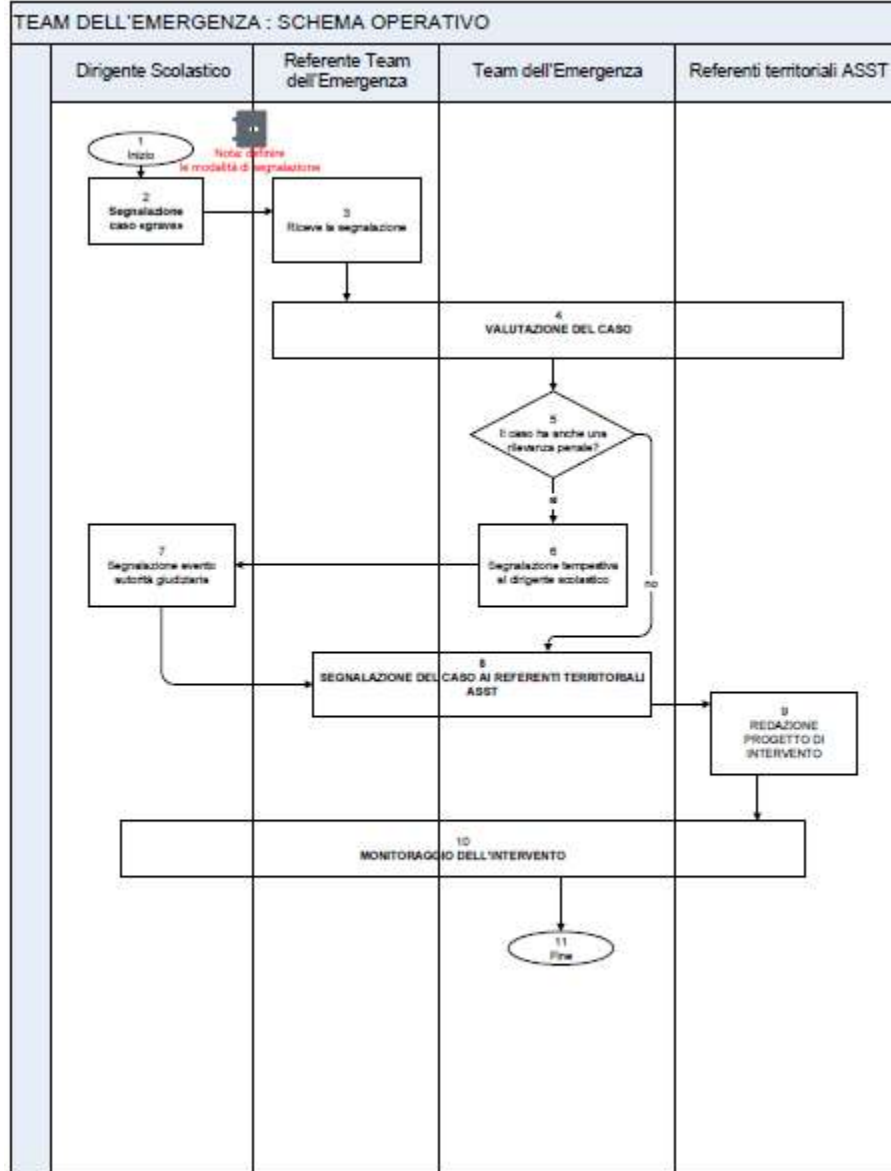 TEAM DELL'EMERGENZA : SCHEMA OPERATIVO
Dirigente Scolastico
Referente Team
dell'Emergenza
Team dell'Emergenza
Referenti territoriali ASST
1
Inizio
Nota: definire
le modalità di segnalazione
2
Segnalazione
caso «grave»
3
Riceve la segnalazione
4
VALUTAZIONE DEL CASO
5
Il caso ha anche una
rilevanza penale?
si
no
6
Segnalazione tempestiva
al dirigente scolastico
7
Segnalazione evento
autorità giudiziaria
8
SEGNALAZIONE DEL CASO AI REFERENTI TERRITORIALI
ASST
9
REDAZIONE
PROGETTO DI
INTERVENTO
10
MONITORAGGIO DELL'INTERVENTO
11
Fine